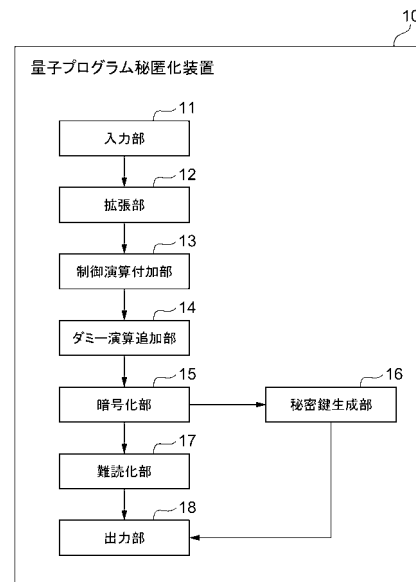 10
量子プログラム秘匿化装置
11
入力部
12
拡張部
13
制御演算付加部
14
ダミー演算追加部
15
暗号化部
16
秘密鍵生成部
17
難読化部
18
出力部